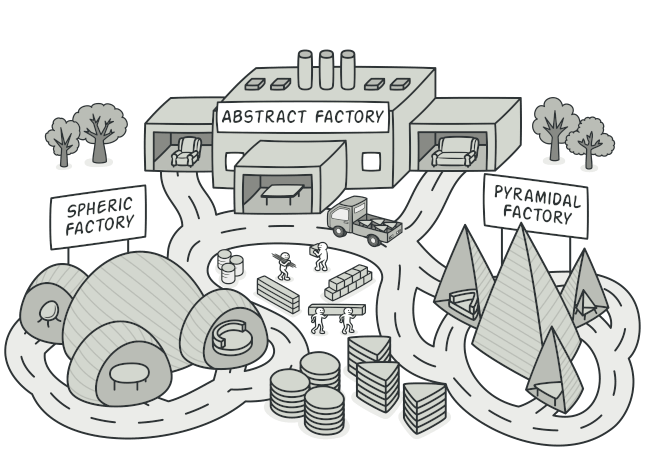 ABSTRACT FACTORY
SPHERIC
FACTORY
PYRAMIDAL
FACTORY